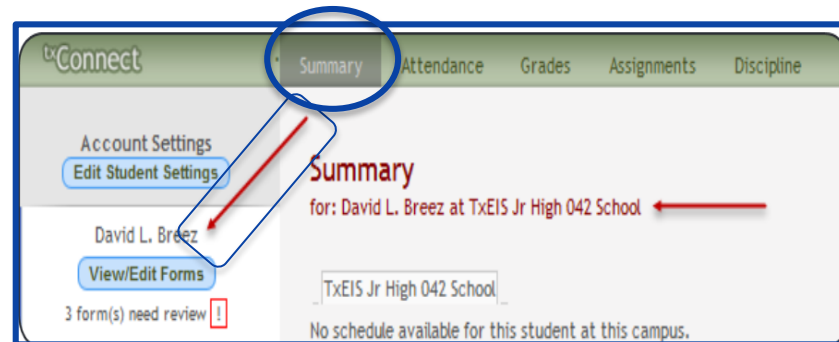 txConnect
Summary Attendance Grades Assignments Discipline
Account Settings
Edit Student Settings
David L. Breez
View/Edit Forms
3 form(s) need review !
Summary
for: David L. Breez at TxEIS Jr High 042 School
TxEIS Jr High 042 School
No schedule available for this student at this campus.